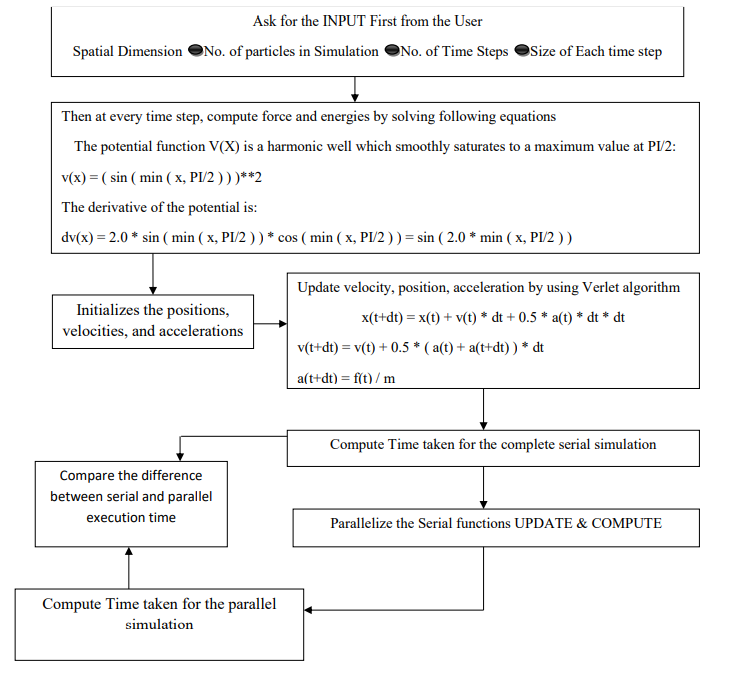 Ask for the INPUT First from the User
Spatial Dimension No. of particles in Simulation No. of Time Steps Size of Each time step
Then at every time step, compute force and energies by solving following equations
The potential function V(X) is a harmonic well which smoothly saturates to a maximum value at PI/2:
v(x) = ( sin ( min ( x, PI/2 ) ) )**2
The derivative of the potential is:
dv(x) = 2.0 * sin ( min ( x, PI/2 ) ) * cos ( min ( x, PI/2 ) ) = sin ( 2.0 * min ( x, PI/2 ) )
Initializes the positions,
velocities, and accelerations
Update velocity, position, acceleration by using Verlet algorithm
x(t+dt) = x(t) + v(t) * dt + 0.5 * a(t) * dt * dt
v(t+dt) = v(t) + 0.5 * ( a(t) + a(t+dt) ) * dt
a(t+dt) = f(t) / m
Compute Time taken for the complete serial simulation
Compare the difference
between serial and parallel
execution time
Parallelize the Serial functions UPDATE & COMPUTE
Compute Time taken for the parallel
simulation